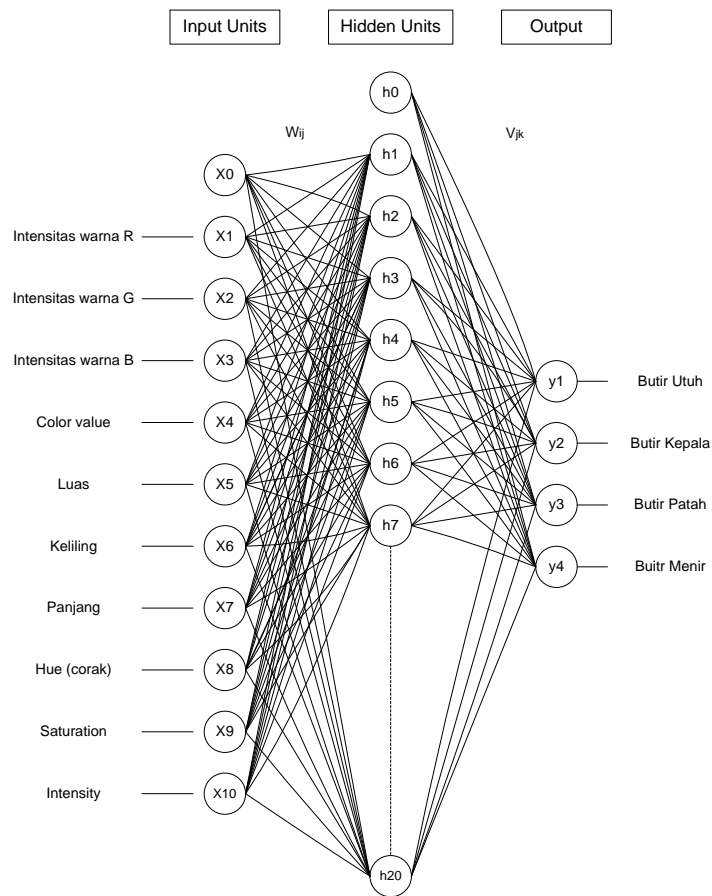 Input Units
Hidden Units
Output
Wij
Vjk
h0
h1
h2
h3
h4
h5
h6
h7
h20
X0
Intensitas warna R
X1
Intensitas warna G
X2
Intensitas warna B
X3
Color value
X4
Luas
X5
Keliling
X6
Panjang
X7
Hue (corak)
X8
Saturation
X9
Intensity
X10
y1
Butir Utuh
y2
Butir Kepala
y3
Butir Patah
y4
Buitr Menir